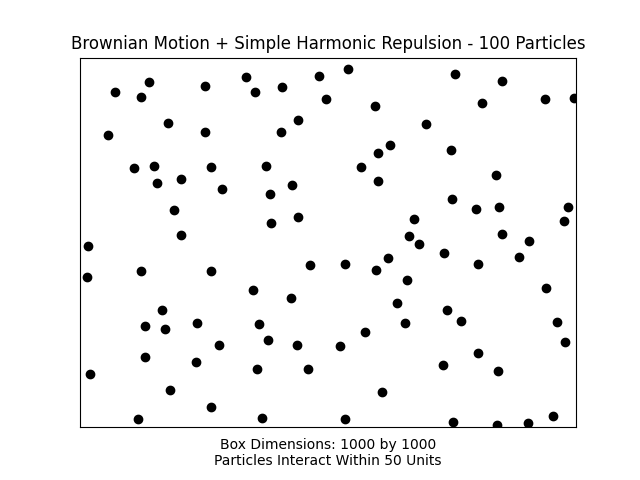 Brownian Motion + Simple Harmonic Repulsion - 100 Particles
Box Dimensions: 1000 by 1000
Particles Interact Within 50 Units